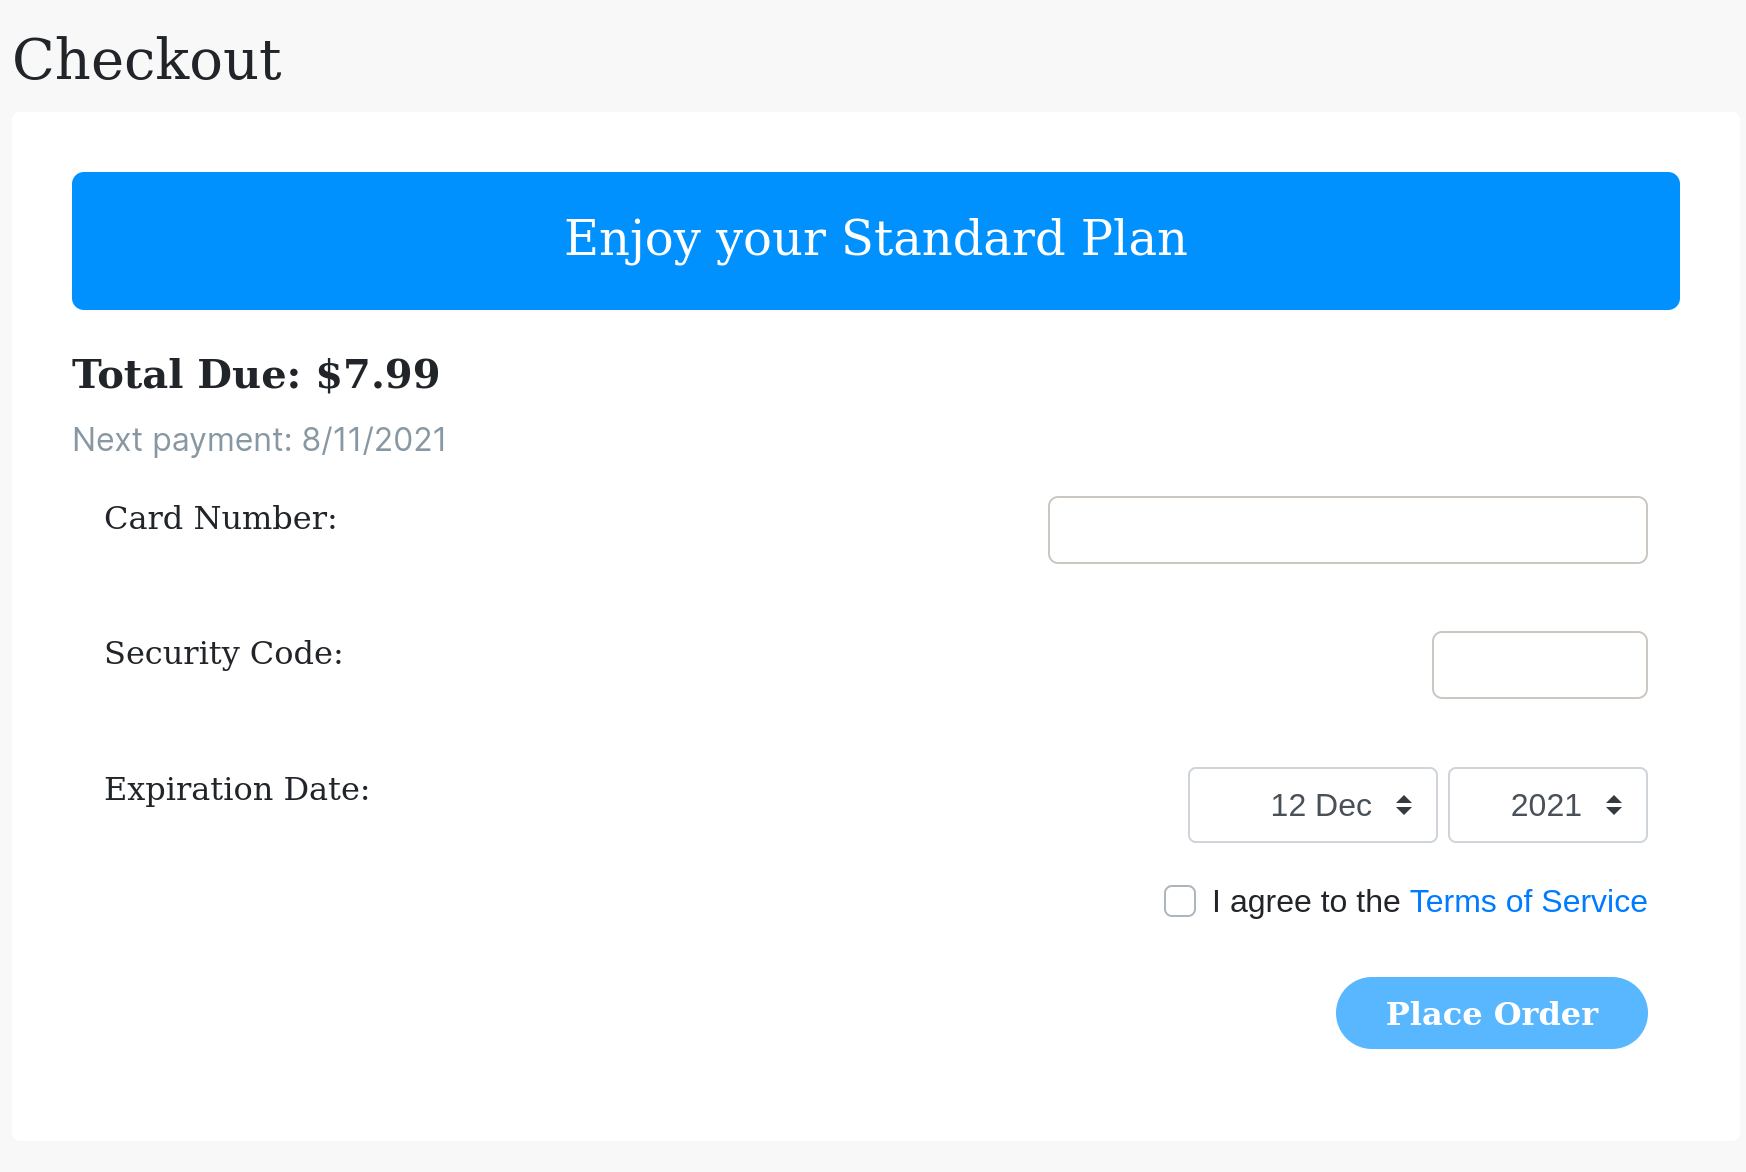 Checkout
Enjoy your Standard Plan
Total Due: $7.99
Next payment: 8/11/2021
Card Number:
Security Code:
Expiration Date:
12 Dec 2021
I agree to the Terms of Service
Place Order